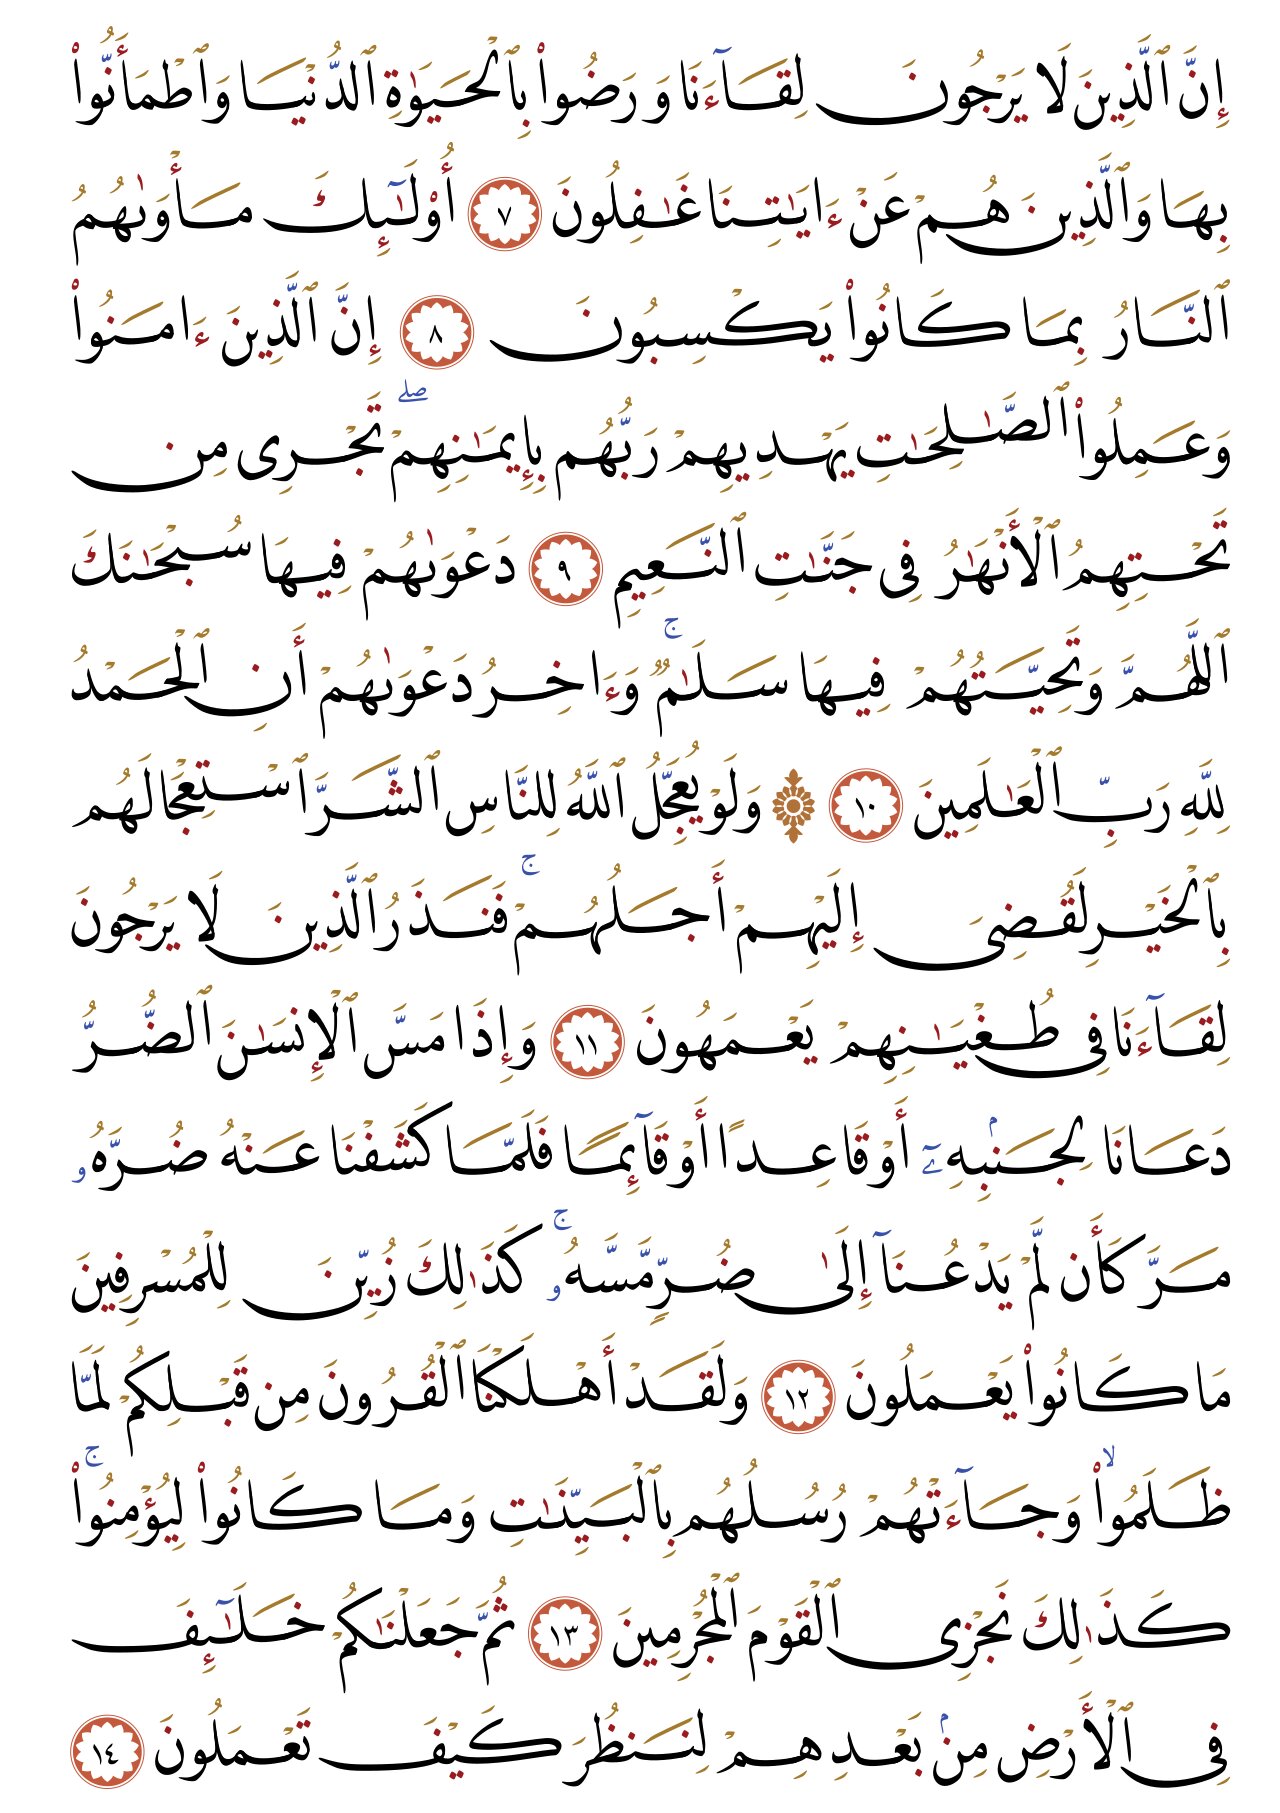 إِنَّ ٱلَّذِينَ لَا يَرْجُونَ لِقَآءَنَا وَرَضُوا۟ بِٱلْحَيَوٰةِ ٱلدُّنْيَا وَٱطْمَأَنُّوا۟
بِهَا وَٱلَّذِينَ هُمْ عَنْ ءَايَٰتِنَا غَٰفِلُونَ ٧ أُو۟لَٰٓئِكَ مَأْوَىٰهُمُ
ٱلنَّارُ بِمَا كَانُوا۟ يَكْسِبُونَ ٨ إِنَّ ٱلَّذِينَ ءَامَنُوا۟
وَعَمِلُوا۟ ٱلصَّٰلِحَٰتِ يَهْدِيهِمْ رَبُّهُم بِإِيمَٰنِهِمْ ۖ تَجْرِى مِن
تَحْتِهِمُ ٱلْأَنْهَٰرُ فِى جَنَّٰتِ ٱلنَّعِيمِ ٩ دَعْوَىٰهُمْ فِيهَا سُبْحَٰنَكَ
ٱللَّهُمَّ وَتَحِيَّتُهُمْ فِيهَا سَلَٰمٌ ۚ وَءَاخِرُ دَعْوَىٰهُمْ أَنِ ٱلْحَمْدُ
لِلَّهِ رَبِّ ٱلْعَٰلَمِينَ ١٠ ۞ وَلَوْ يُعَجِّلُ ٱللَّهُ لِلنَّاسِ ٱلشَّرَّ ٱسْتِعْجَالَهُم
بِٱلْخَيْرِ لَقُضِىَ إِلَيْهِمْ أَجَلُهُمْ ۚ فَنَذَرُ ٱلَّذِينَ لَا يَرْجُونَ
لِقَآءَنَا فِى طُغْيَٰنِهِمْ يَعْمَهُونَ ١١ وَإِذَا مَسَّ ٱلْإِنسَٰنَ ٱلضُّرُّ
دَعَانَا لِجَنۢبِهِۦٓ أَوْ قَاعِدًا أَوْ قَآئِمًا فَلَمَّا كَشَفْنَا عَنْهُ ضُرَّهُۥ
مَرَّ كَأَن لَّمْ يَدْعُنَآ إِلَىٰ ضُرٍّ مَّسَّهُۥ ۚ كَذَٰلِكَ زُيِّنَ لِلْمُسْرِفِينَ
مَا كَانُوا۟ يَعْمَلُونَ ١٢ وَلَقَدْ أَهْلَكْنَا ٱلْقُرُونَ مِن قَبْلِكُمْ لَمَّا
ظَلَمُوا۟ ۙ وَجَآءَتْهُمْ رُسُلُهُم بِٱلْبَيِّنَٰتِ وَمَا كَانُوا۟ لِيُؤْمِنُوا۟ ۚ
كَذَٰلِكَ نَجْزِى ٱلْقَوْمَ ٱلْمُجْرِمِينَ ١٣ ثُمَّ جَعَلْنَٰكُمْ خَلَٰٓئِفَ
فِى ٱلْأَرْضِ مِنۢ بَعْدِهِمْ لِنَنظُرَ كَيْفَ تَعْمَلُونَ ١٤